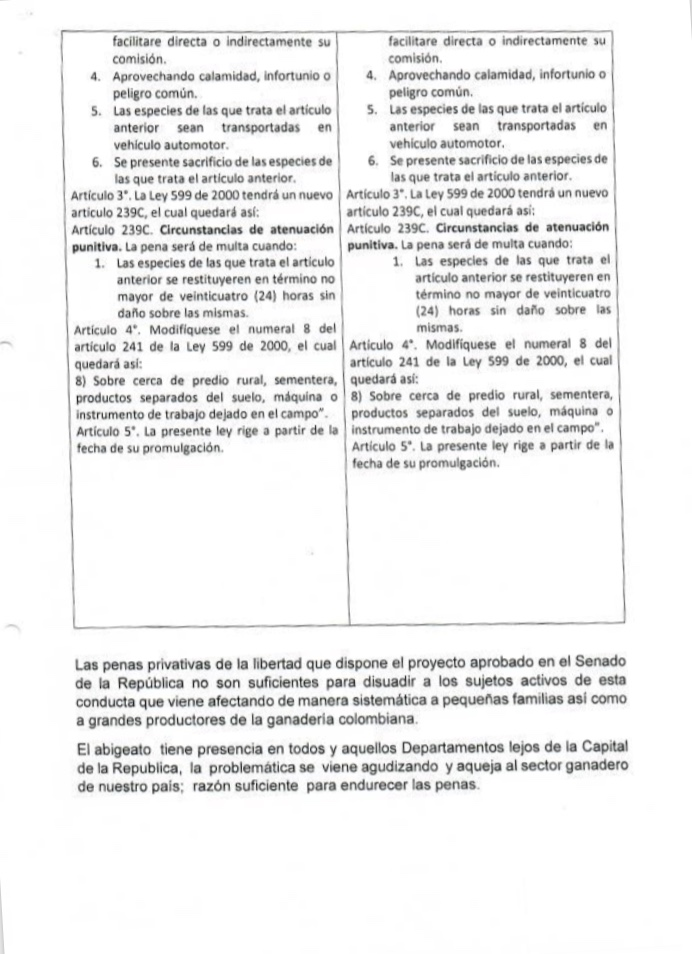 facilitare directa o indirectamente su
comisión.
4. Aprovechando calamidad, infortunio o
peligro común.
5. Las especies de las que trata el artículo
anterior sean transportadas en
vehículo automotor.
6. Se presente sacrificio de las especies de
las que trata el artículo anterior.
Artículo 3°. La Ley 599 de 2000 tendrá un nuevo
artículo 239C, el cual quedará así:
Artículo 239C. Circunstancias de atenuación
punitiva. La pena será de multa cuando:
1. Las especies de las que trata el artículo
anterior se restituyeren en término no
mayor de veinticuatro (24) horas sin
daño sobre las mismas.
Artículo 4°. Modifíquese el numeral 8 del
artículo 241 de la Ley 599 de 2000, el cual
quedará así:
8) Sobre cerca de predio rural, sementera,
productos separados del suelo, máquina o
instrumento de trabajo dejado en el campo".
Artículo 5°. La presente ley rige a partir de la
fecha de su promulgación.
facilitare directa o indirectamente su
comisión.
4. Aprovechando calamidad, infortunio o
peligro común.
5. Las especies de las que trata el artículo
anterior sean transportadas en
vehículo automotor.
6. Se presente sacrificio de las especies de
las que trata el artículo anterior.
Artículo 3°. La Ley 599 de 2000 tendrá un nuevo
artículo 239C, el cual quedará así:
Artículo 239C. Circunstancias de atenuación
punitiva. La pena será de multa cuando:
1. Las especies de las que trata el
artículo anterior se restituyeren en
término no mayor de veinticuatro
(24) horas sin daño sobre las
mismas.
Artículo 4°. Modifíquese el numeral 8 del
artículo 241 de la Ley 599 de 2000, el cual
quedará así:
8) Sobre cerca de predio rural, sementera,
productos separados del suelo, máquina o
instrumento de trabajo dejado en el campo".
Artículo 5°. La presente ley rige a partir de la
fecha de su promulgación.
Las penas privativas de la libertad que dispone el proyecto aprobado en el Senado
de la República no son suficientes para disuadir a los sujetos activos de esta
conducta que viene afectando de manera sistemática a pequeñas familias así como
a grandes productores de la ganadería colombiana.
El abigeato tiene presencia en todos y aquellos Departamentos lejos de la Capital
de la Republica, la problemática se viene agudizando y aqueja al sector ganadero
de nuestro país; razón suficiente para endurecer las penas.